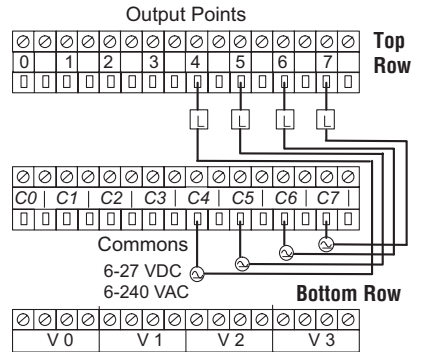 Output Points
0 1 2 3 4 5 6 7
Top
Row
L L L L
C0 | C1 | C2 | C3 | C4 | C5 | C6 | C7 |
Commons
6-27 VDC
6-240 VAC
Bottom Row
V 0 V 1 V 2 V 3